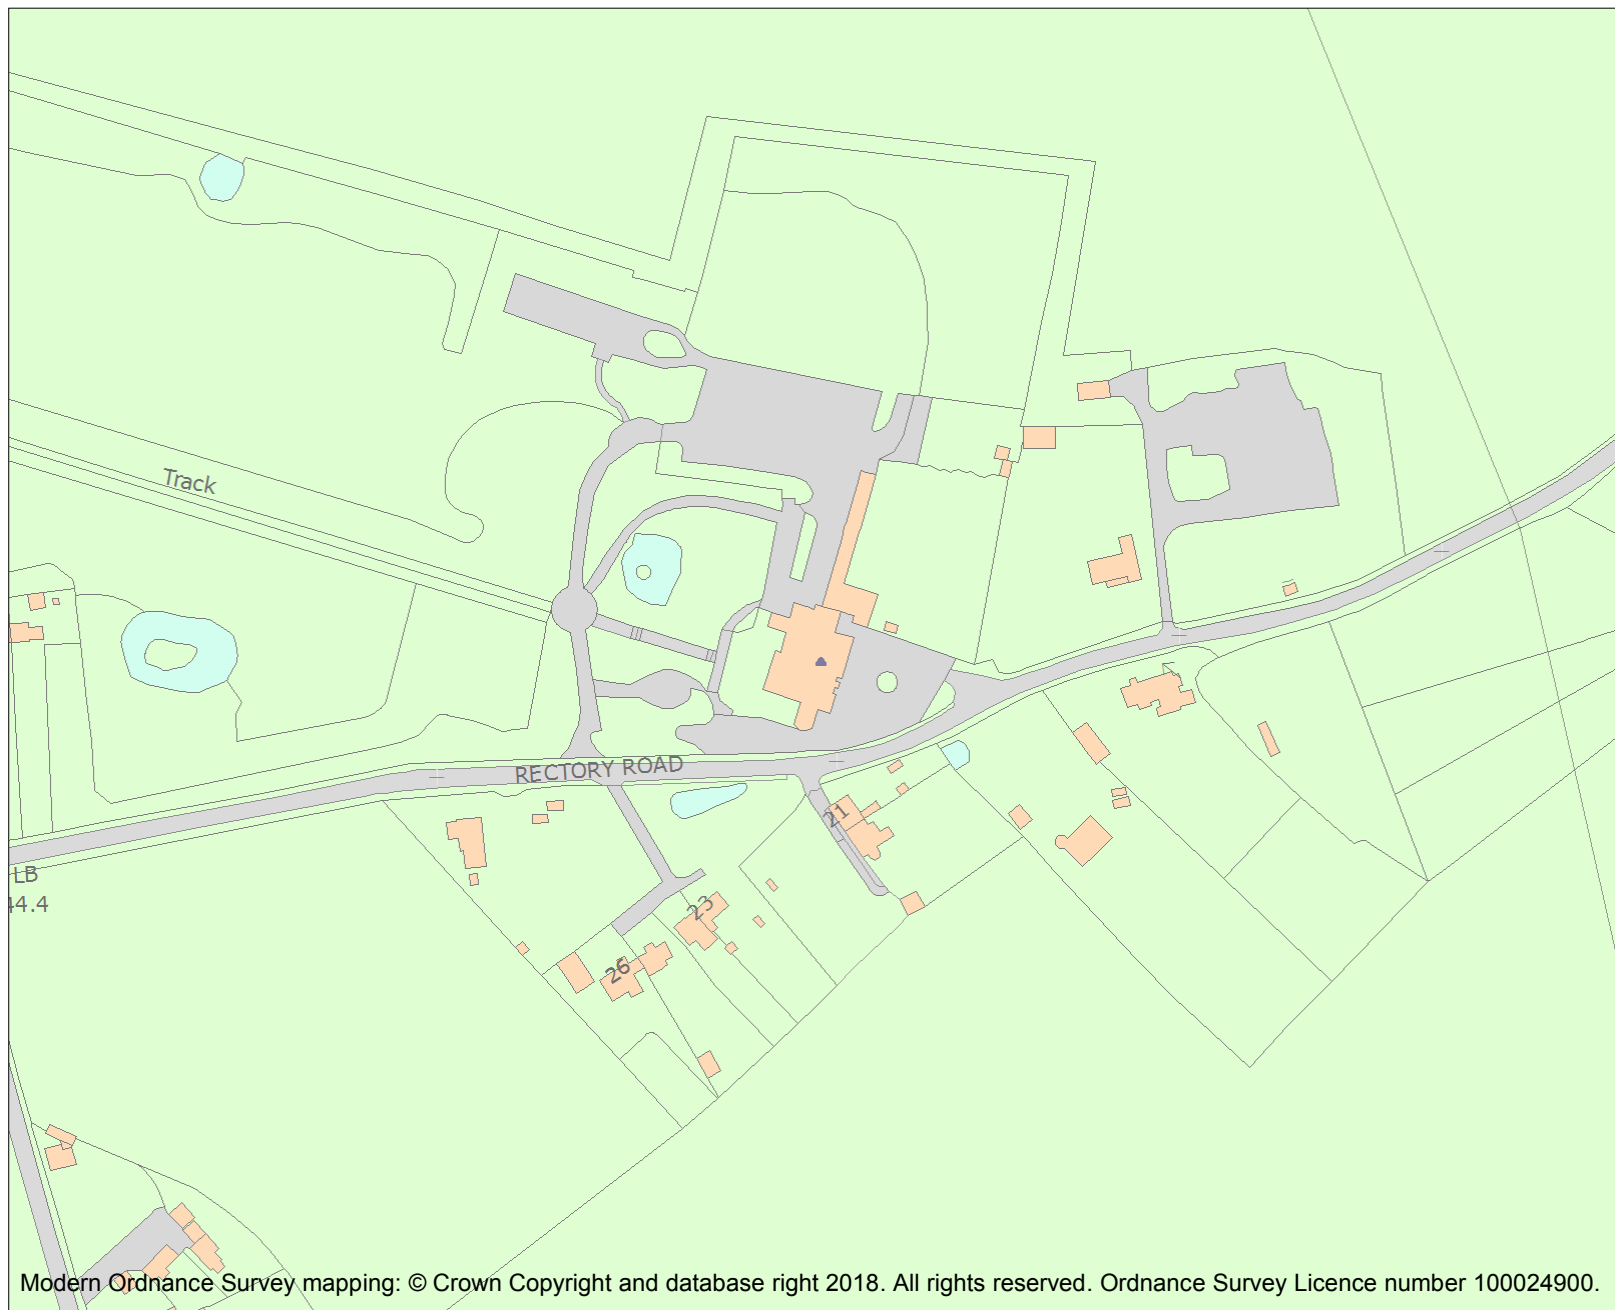 Track
RECTORY ROAD
21
LB
44.4
23
26
Modern Ordnance Survey mapping: © Crown Copyright and database right 2018. All rights reserved. Ordnance Survey Licence number 100024900.